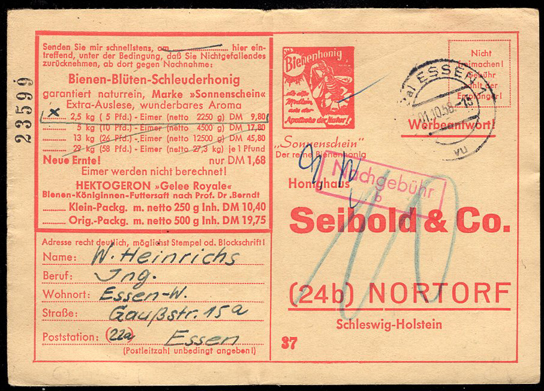 23599
Senden Sie mir schnellstens, am hier ein-
treffend, unter der Bedingung, daß Sie Nichtgefallendes
zurücknehmen, ab dort gegen Nachnahme:
Bienen-Blüten-Schleuderhonig
garantiert naturrein, Marke »Sonnenschein«
Extra-Auslese, wunderbares Aroma
x 2,5 kg ( 5 Pfd.) - Eimer (netto 2250 g) DM 9,80
5 kg (10 Pfd.) - Eimer (netto 4500 g) DM 17,80
13 kg (26 Pfd.) - Eimer (netto 12500 g) DM 45,80
29 kg (58 Pfd.) - Eimer (netto 27,3 kg) je 1 Pfund
Neue Ernte! nur DM 1,68
Eimer werden nicht berechnet!
HEKTOGERON »Gelee Royale«
Bienen-Königinnen-Futtersaft nach Prof. Dr. Berndt
Klein-Packg. m. netto 250 g Inh. DM 10,40
Orig.-Packg. m. netto 500 g Inh. DM 19,75
Adresse recht deutlich, möglichst Stempel od. Blockschrift!
Name: W. Heinrichs
Beruf: Ing.
Wohnort: Essen-W.
Straße: Gaußstr. 15a
Poststation: (22a) Essen
(Postleitzahl unbedingt angeben!)
Bienenhonig
Apotheke der Natur!
ESSEN
Nicht
freimachen!
Gebühr
zahlt der
Empfänger!
Werbeantwort!
„Sonnenschein"
Der reine Bienenhonig
Nachgebühr
Honighaus
Seibold & Co.
(24b) NORTORF
Schleswig-Holstein
37